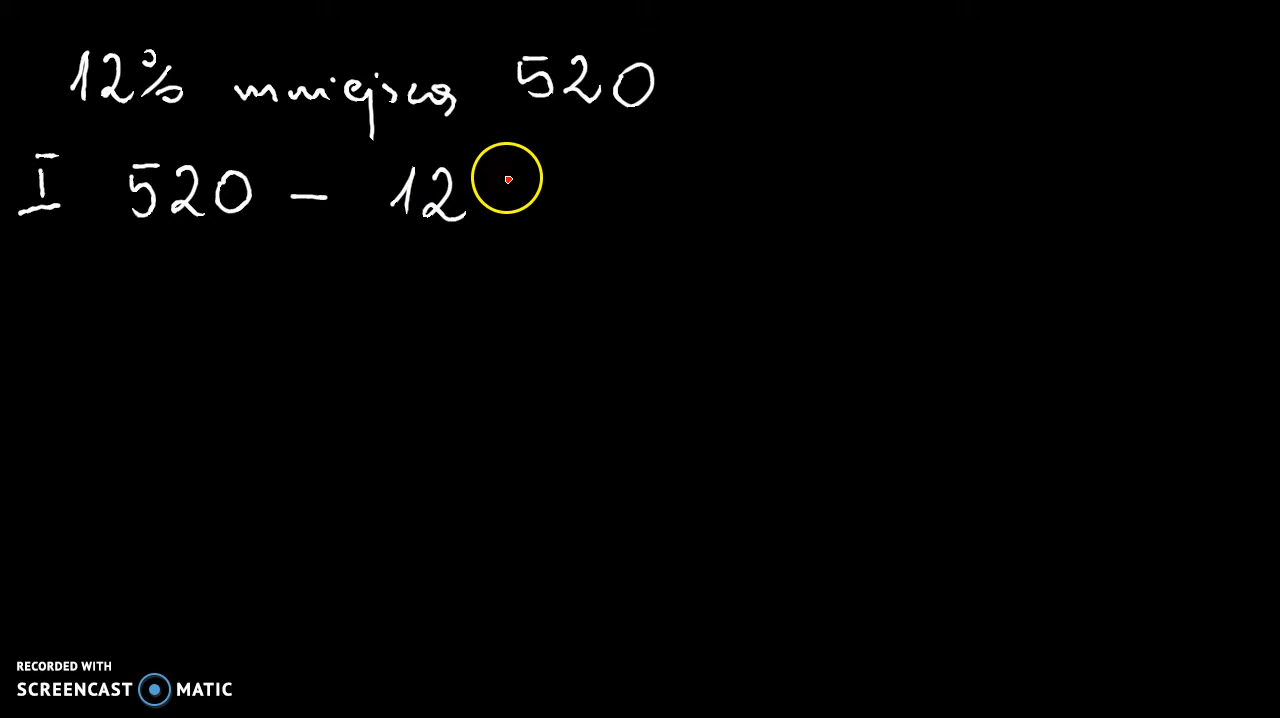 12% mniejsza 520
I 520 - 12
RECORDED WITH
SCREENCAST MATIC